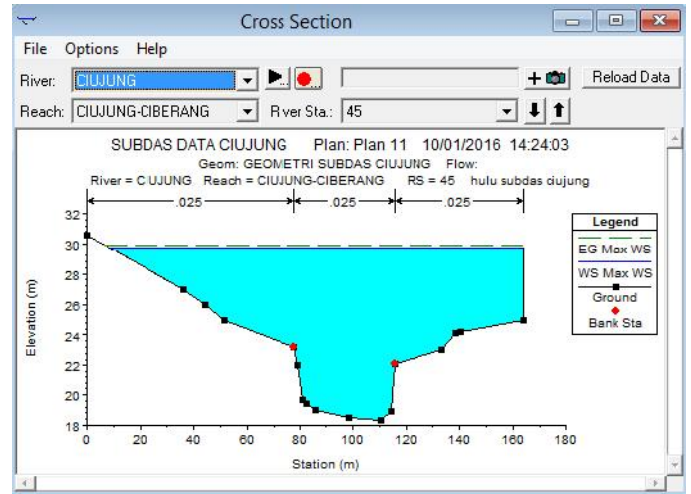 Cross Section
File Options Help
River: CIUJUNG Reload Data
Reach: CIUJUNG-CIBERANG River Sta.: 45
SUBDAS DATA CIUJUNG Plan: Plan 11 10/01/2016 14:24:03
Geom: GEOMETRI SUBDAS CIUJUNG Flow:
River = CIUJUNG Reach = CIUJUNG-CIBERANG RS = 45 hulu subdas ciujung
.025 .025 .025
32
30
28
26
24
22
20
18
Elevation (m)
0 20 40 60 80 100 120 140 160 180
Station (m)
Legend
EG Max WS
WS Max WS
Ground
Bank Sta